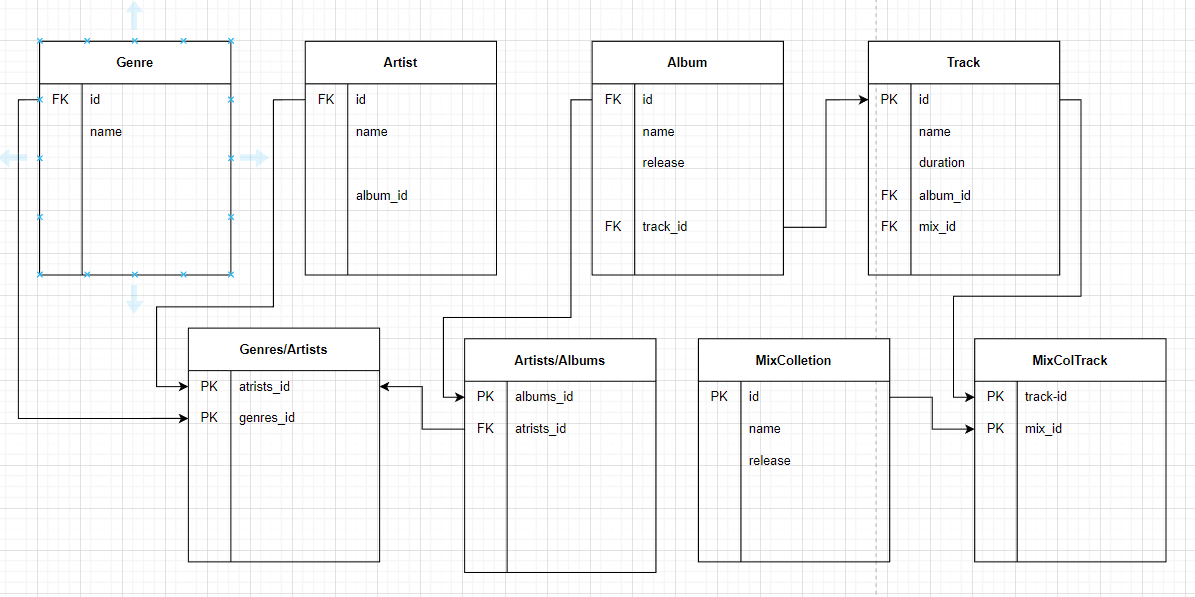 Genre
FK id
name
Artist
FK id
name
album_id
Album
FK id
name
release
FK track_id
Track
PK id
name
duration
FK album_id
FK mix_id
Genres/Artists
PK atrists_id
PK genres_id
Artists/Albums
PK albums_id
FK atrists_id
MixColletion
PK id
name
release
MixColTrack
PK track-id
PK mix_id